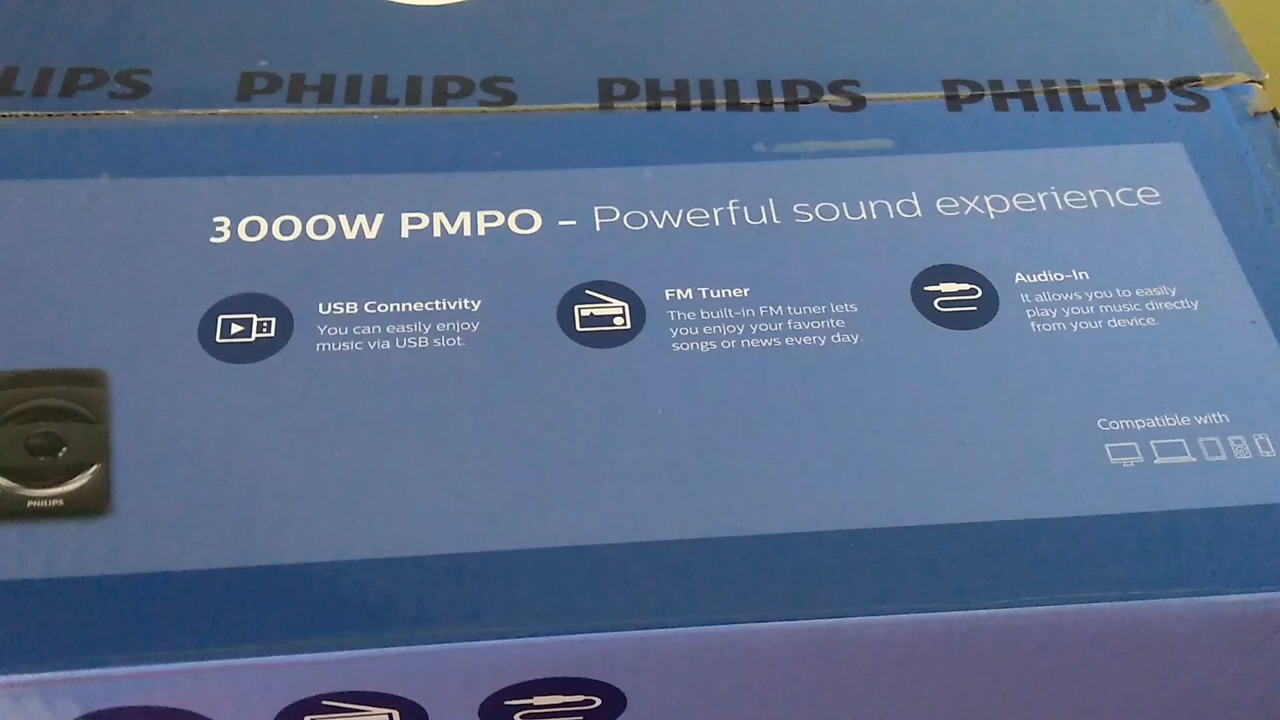 LIPS PHILIPS PHILIPS PHILIPS
3000W PMPO – Powerful sound experience
USB Connectivity
You can easily enjoy
music via USB slot.
FM Tuner
The built-in FM tuner lets
you enjoy your favorite
songs or news every day.
Audio-In
It allows you to easily
play your music directly
from your device.
Compatible with
PHILIPS